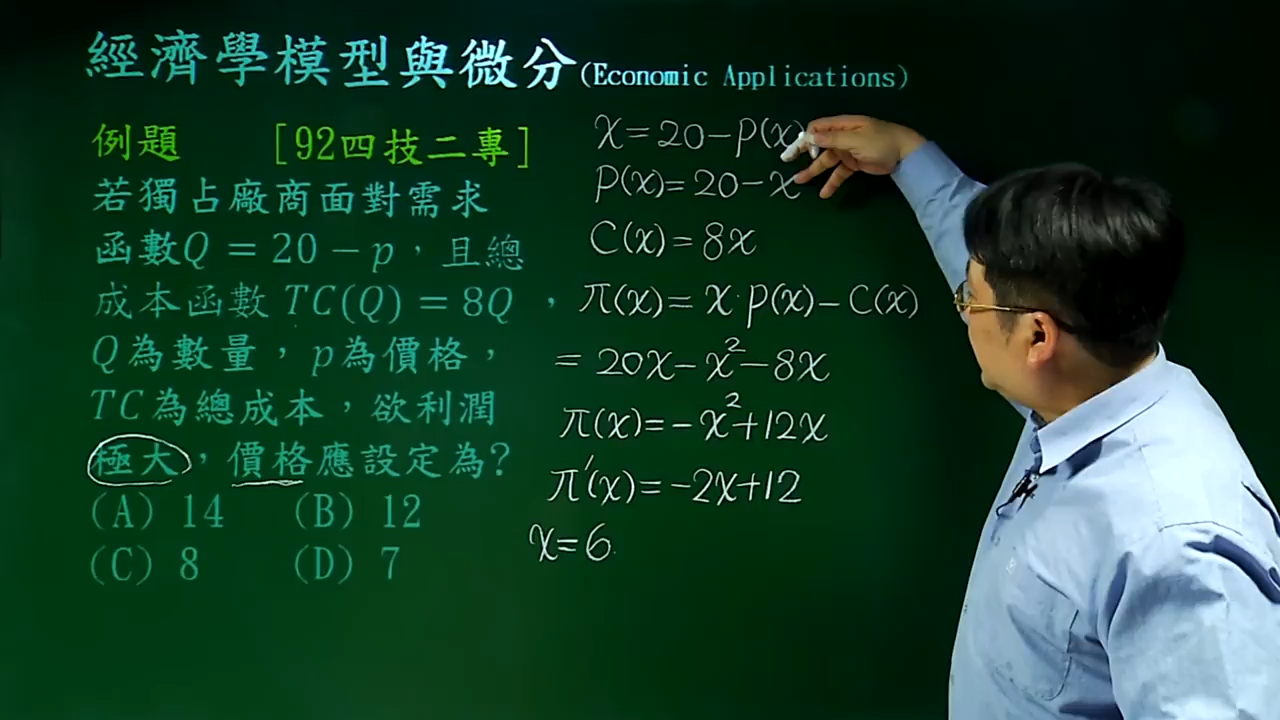 經濟學模型與微分(Economic Applications)
例題 [92四技二專]
若獨占廠商面對需求
函數Q = 20 − p，且總
成本函數 TC(Q) = 8Q ，
Q為數量，p為價格，
TC為總成本，欲利潤
極大，價格應設定為?
(A) 14 (B) 12
(C) 8 (D) 7
x=20−P(x)
P(x)=20−x
C(x)=8x
π(x)=x·P(x)−C(x)
=20x−x²−8x
π(x)=−x²+12x
π′(x)=−2x+12
x=6